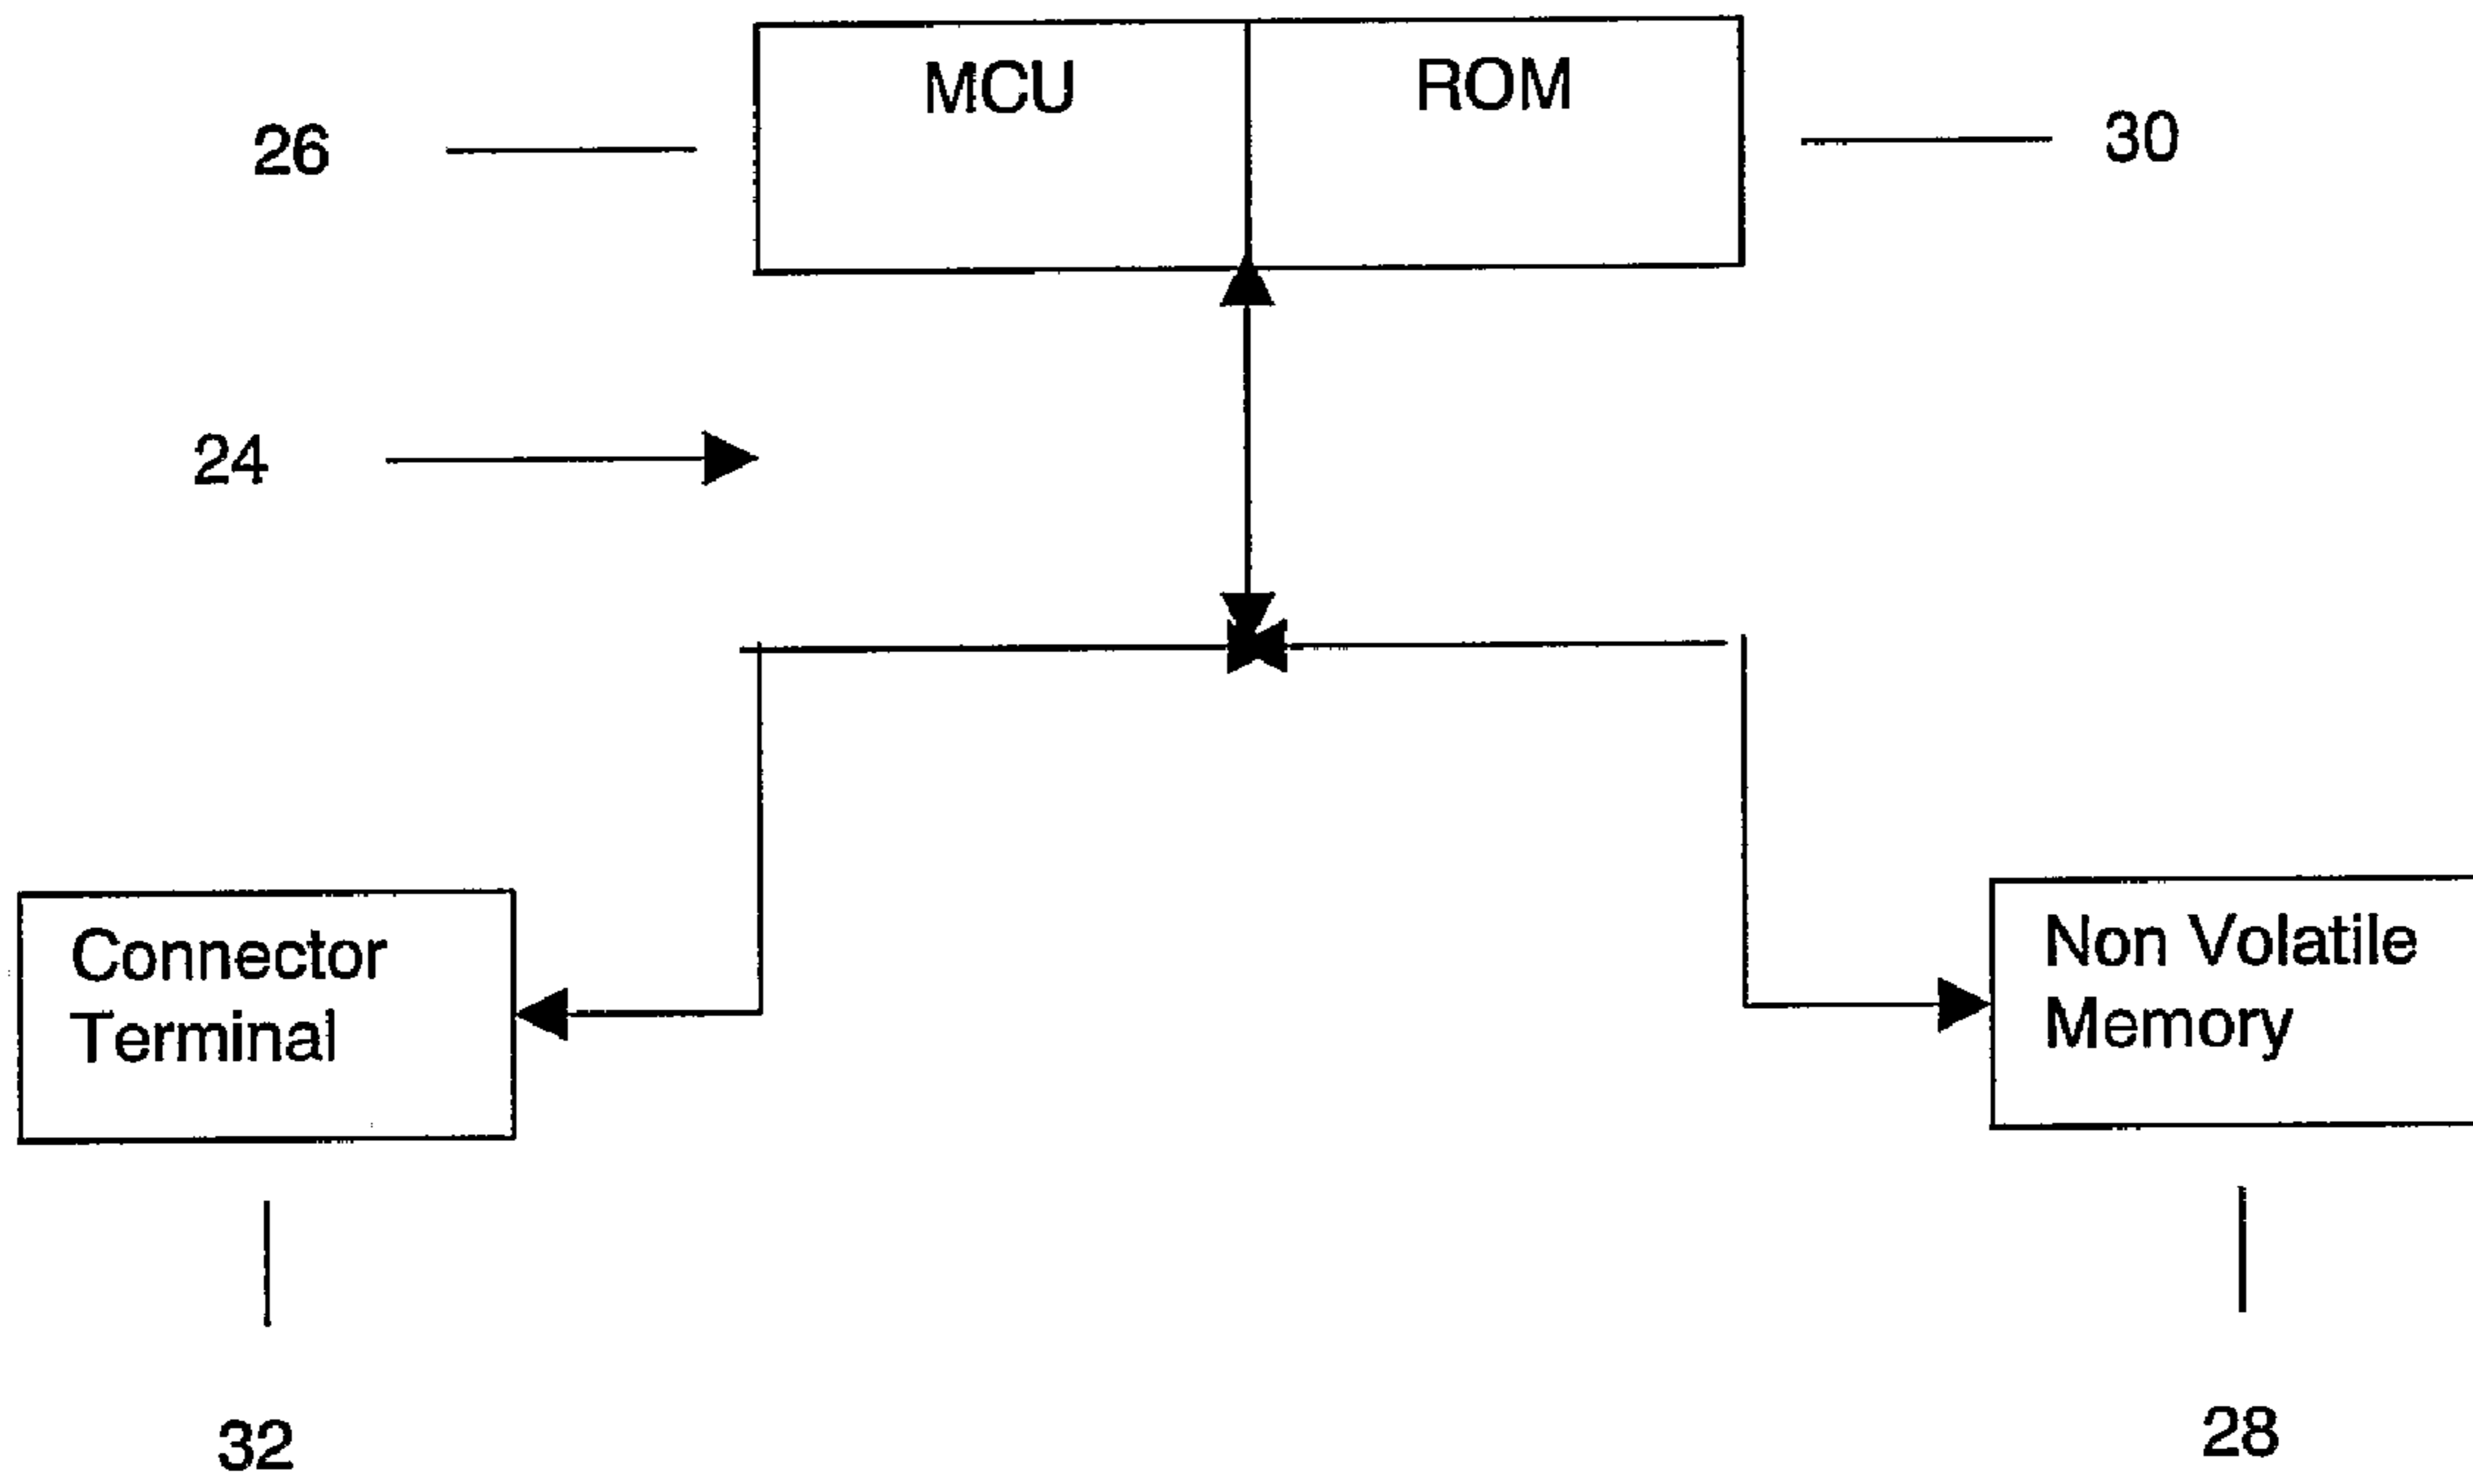 MCU ROM
26 30
24
Connector
Terminal
Non Volatile
Memory
32 28